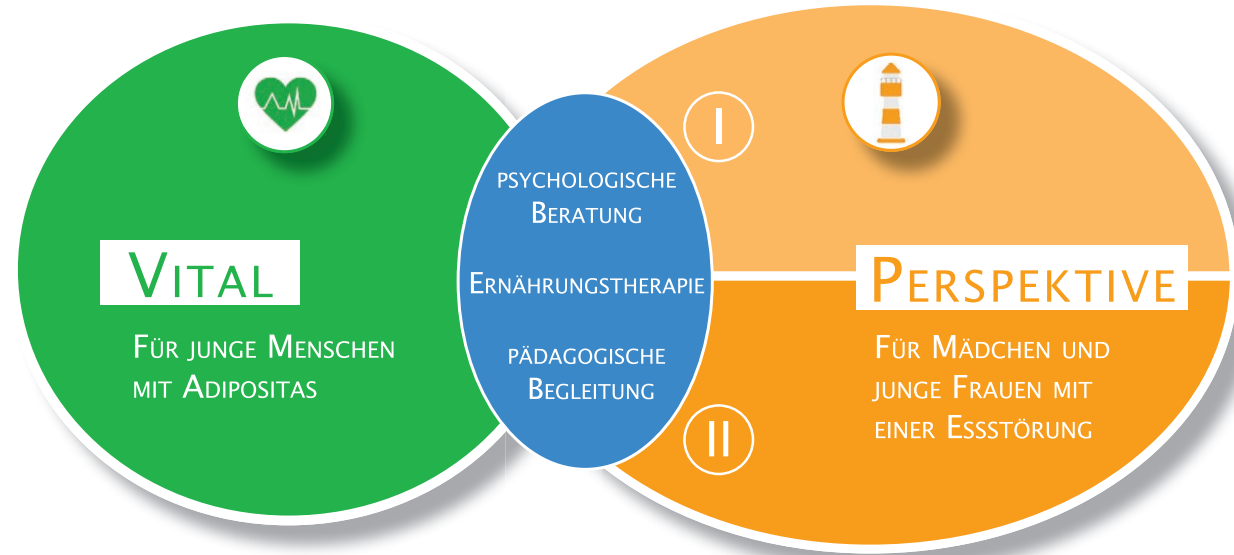 VITAL
FÜR JUNGE MENSCHEN
MIT ADIPOSITAS
PSYCHOLOGISCHE
BERATUNG
ERNÄHRUNGSTHERAPIE
PÄDAGOGISCHE
BEGLEITUNG
I
II
PERSPEKTIVE
FÜR MÄDCHEN UND
JUNGE FRAUEN MIT
EINER ESSSTÖRUNG